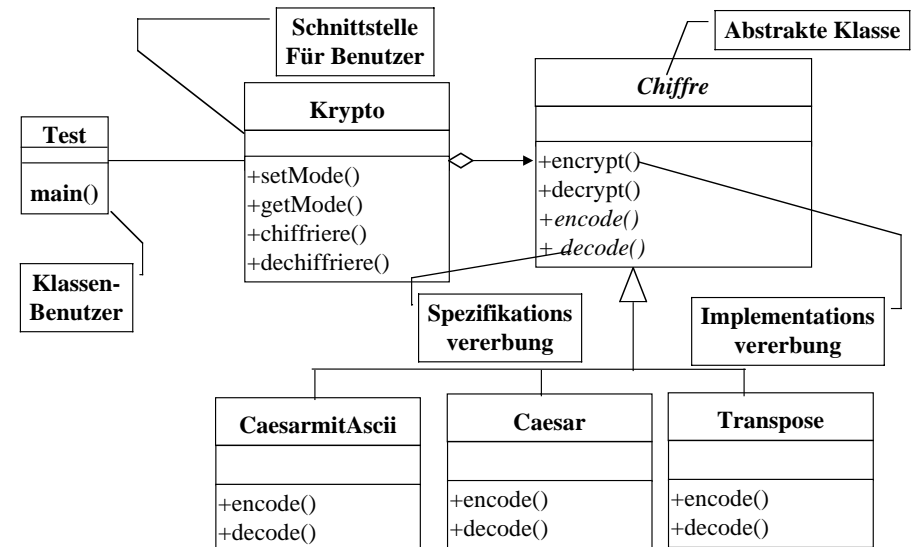 Schnittstelle
Für Benutzer
Abstrakte Klasse
Chiffre
Krypto
Test
main()
+setMode()
+getMode()
+chiffriere()
+dechiffriere()
+encrypt()
+decrypt()
+encode()
+ decode()
Klassen-
Benutzer
Spezifikations
vererbung
Implementations
vererbung
CaesarmitAscii
+encode()
+decode()
Caesar
+encode()
+decode()
Transpose
+encode()
+decode()